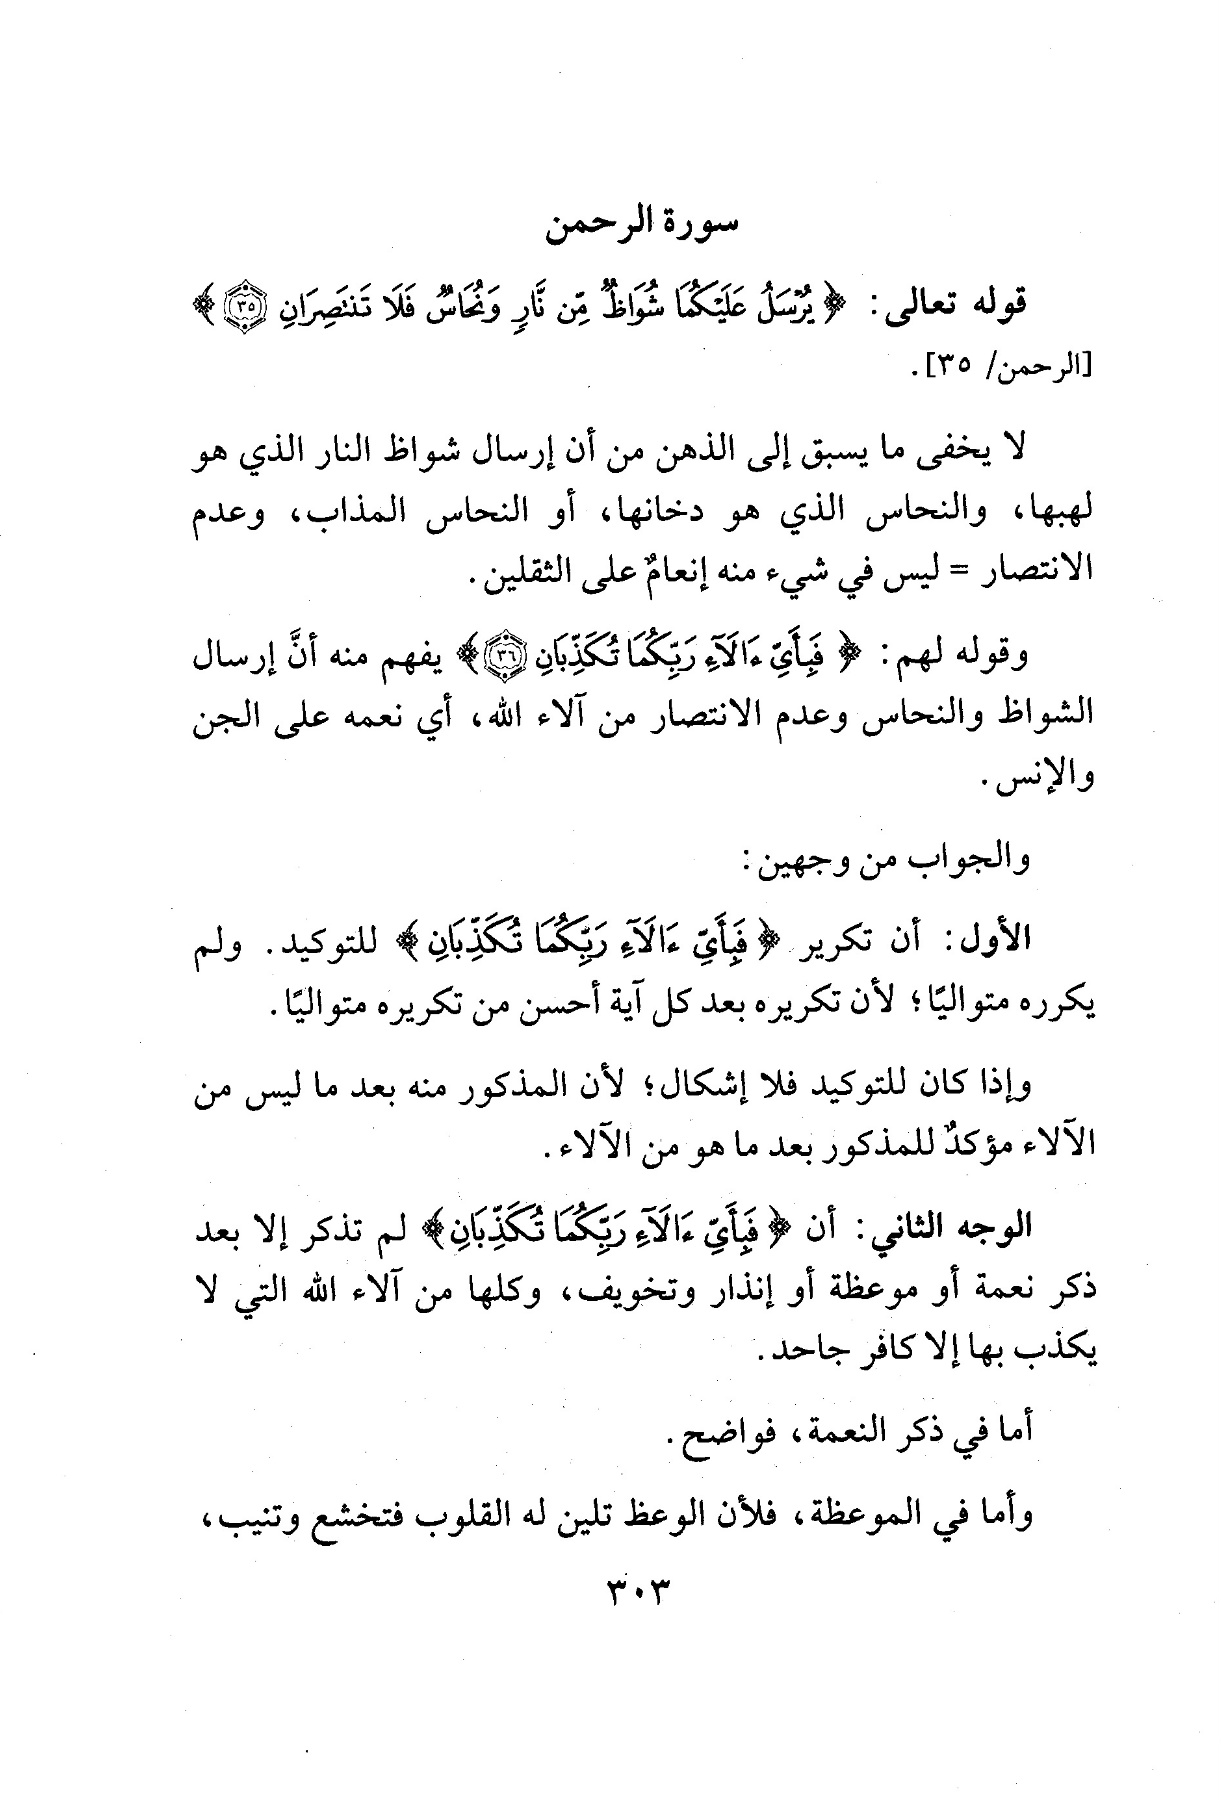 سورة الرحمن
قوله تعالى: ﴿يُرْسَلُ عَلَيْكُمَا شُوَاظٌ مِّن نَّارٍ وَنُحَاسٌ فَلَا تَنتَصِرَانِ ٣٥﴾
[الرحمن/ ٣٥].
لا يخفى ما يسبق إلى الذهن من أن إرسال شواظ النار الذي هو
لهبها، والنحاس الذي هو دخانها، أو النحاس المذاب، وعدم
الانتصار = ليس في شيء منه إنعامٌ على الثقلين.
وقوله لهم: ﴿فَبِأَيِّ ءَالَآءِ رَبِّكُمَا تُكَذِّبَانِ ٣٦﴾ يفهم منه أنَّ إرسال
الشواظ والنحاس وعدم الانتصار من آلاء الله، أي نعمه على الجن
والإنس.
والجواب من وجهين:
الأول: أن تكرير ﴿فَبِأَيِّ ءَالَآءِ رَبِّكُمَا تُكَذِّبَانِ﴾ للتوكيد. ولم
يكرره متواليًا؛ لأن تكريره بعد كل آية أحسن من تكريره متواليًا.
وإذا كان للتوكيد فلا إشكال؛ لأن المذكور منه بعد ما ليس من
الآلاء مؤكدٌ للمذكور بعد ما هو من الآلاء.
الوجه الثاني: أن ﴿فَبِأَيِّ ءَالَآءِ رَبِّكُمَا تُكَذِّبَانِ﴾ لم تذكر إلا بعد
ذكر نعمة أو موعظة أو إنذار وتخويف، وكلها من آلاء الله التي لا
يكذب بها إلا كافر جاحد.
أما في ذكر النعمة، فواضح.
وأما في الموعظة، فلأن الوعظ تلين له القلوب فتخشع وتنيب،
٣٠٣